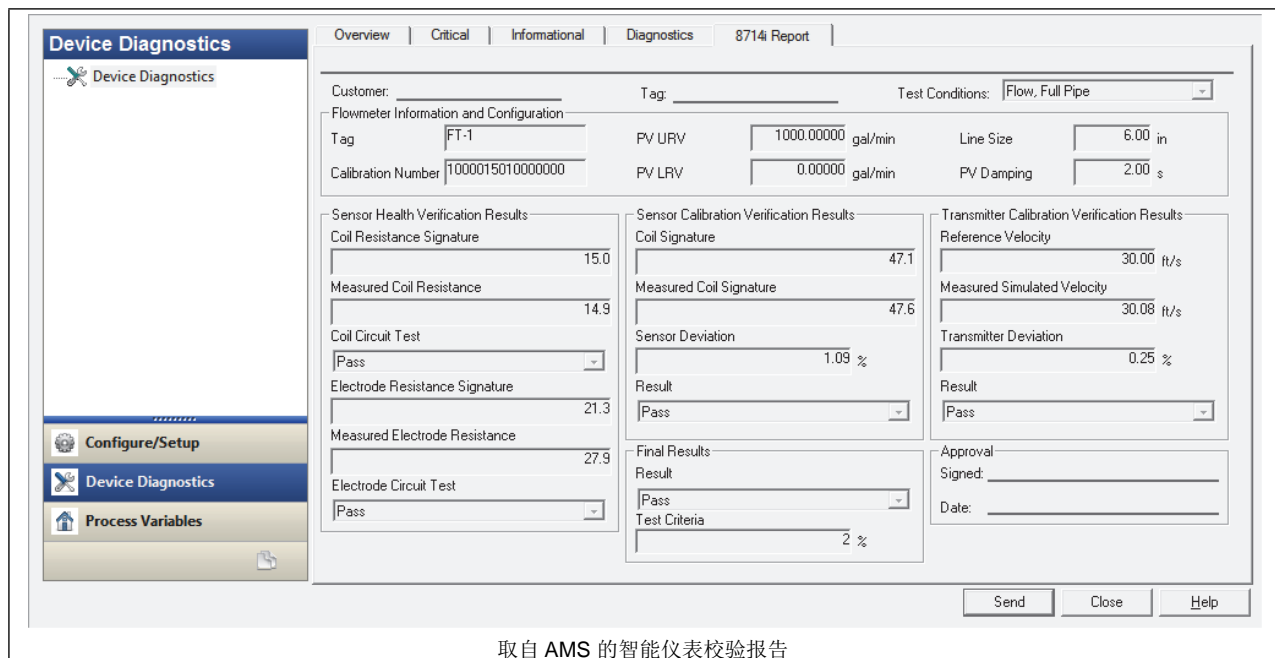 Device Diagnostics
Device Diagnostics
Configure/Setup
Device Diagnostics
Process Variables
Overview Critical Informational Diagnostics 8714i Report
Customer: Tag: Test Conditions: Flow, Full Pipe
Flowmeter Information and Configuration
Tag FT-1 PV URV 1000.00000 gal/min Line Size 6.00 in
Calibration Number 1000015010000000 PV LRV 0.00000 gal/min PV Damping 2.00 s
Sensor Health Verification Results
Coil Resistance Signature
15.0
Measured Coil Resistance
14.9
Coil Circuit Test
Pass
Electrode Resistance Signature
21.3
Measured Electrode Resistance
27.9
Electrode Circuit Test
Pass
Sensor Calibration Verification Results
Coil Signature
47.1
Measured Coil Signature
47.6
Sensor Deviation
1.09 %
Result
Pass
Final Results
Result
Pass
Test Criteria
2 %
Transmitter Calibration Verification Results
Reference Velocity
30.00 ft/s
Measured Simulated Velocity
30.08 ft/s
Transmitter Deviation
0.25 %
Result
Pass
Approval
Signed:
Date:
Send Close Help
取自 AMS 的智能仪表校验报告